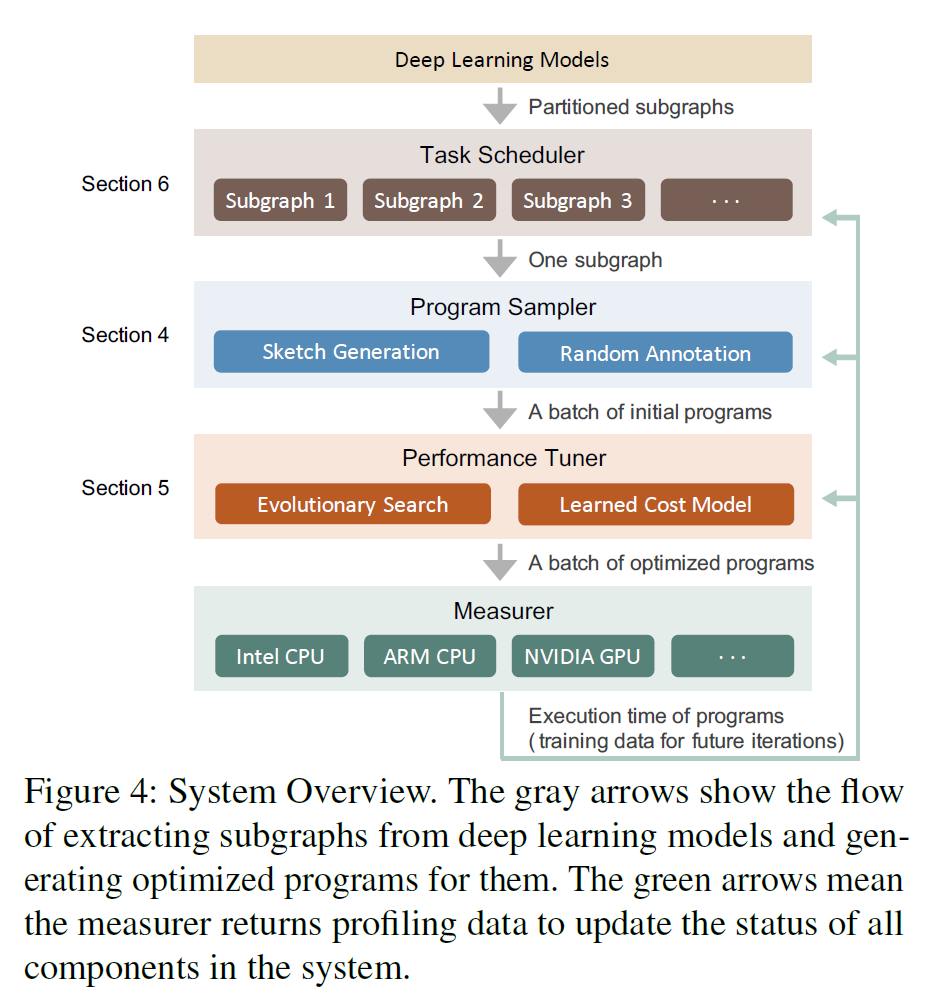 Deep Learning Models
Partitioned subgraphs
Task Scheduler
Section 6
Subgraph 1
Subgraph 2
Subgraph 3
· · ·
One subgraph
Program Sampler
Section 4
Sketch Generation
Random Annotation
A batch of initial programs
Performance Tuner
Section 5
Evolutionary Search
Learned Cost Model
A batch of optimized programs
Measurer
Intel CPU
ARM CPU
NVIDIA GPU
· · ·
Execution time of programs
(training data for future iterations)
Figure 4: System Overview. The gray arrows show the flow
of extracting subgraphs from deep learning models and gen-
erating optimized programs for them. The green arrows mean
the measurer returns profiling data to update the status of all
components in the system.